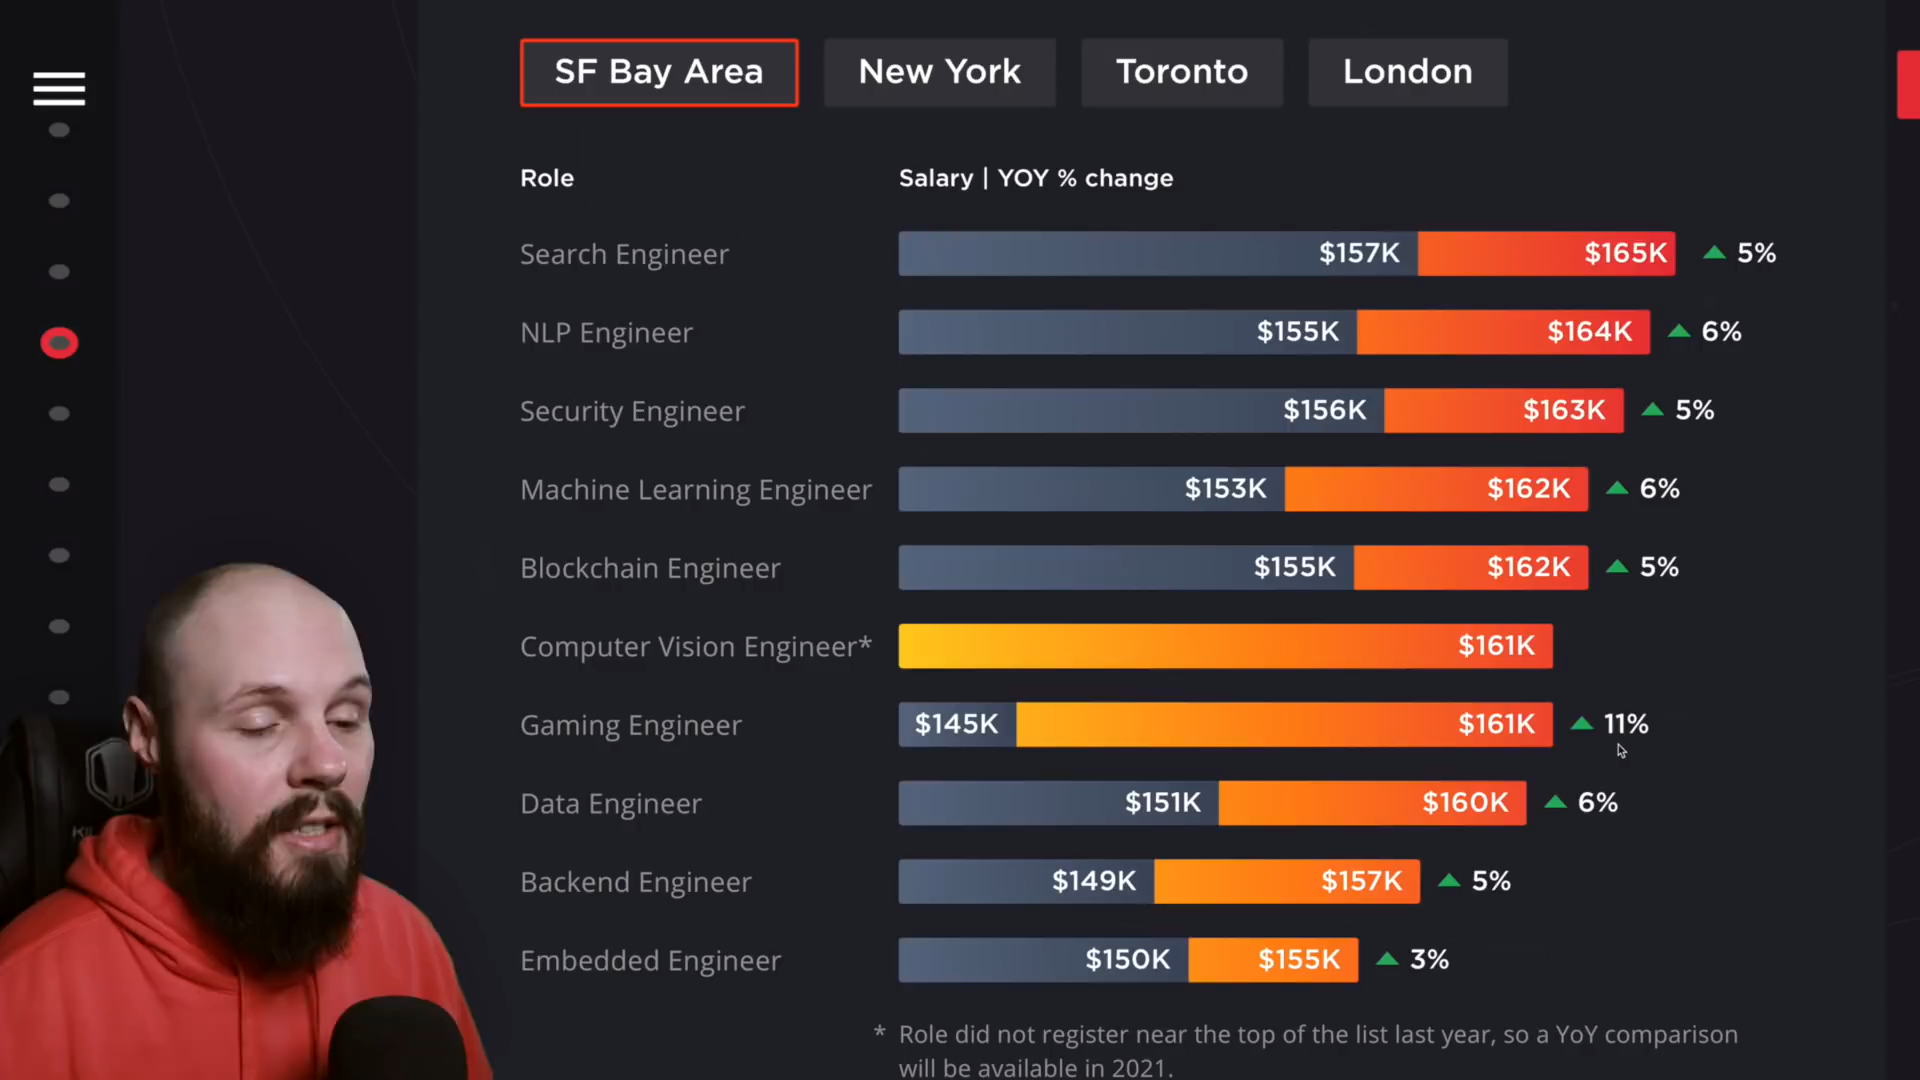 SF Bay Area New York Toronto London
Role Salary | YOY % change
Search Engineer $157K $165K 5%
NLP Engineer $155K $164K 6%
Security Engineer $156K $163K 5%
Machine Learning Engineer $153K $162K 6%
Blockchain Engineer $155K $162K 5%
Computer Vision Engineer* $161K
Gaming Engineer $145K $161K 11%
Data Engineer $151K $160K 6%
Backend Engineer $149K $157K 5%
Embedded Engineer $150K $155K 3%
* Role did not register near the top of the list last year, so a YoY comparison
will be available in 2021.